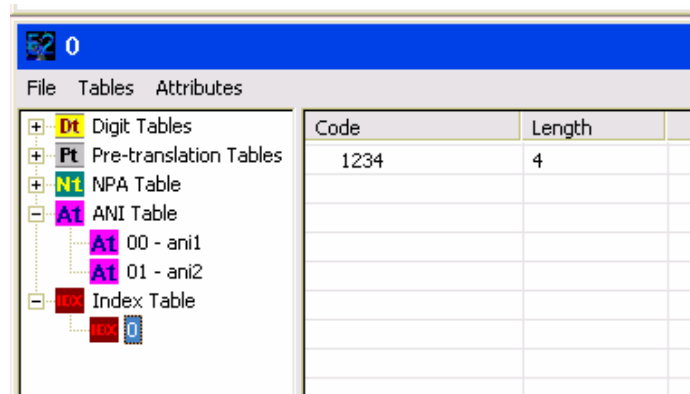 52 0
File Tables Attributes
Dt Digit Tables
Pt Pre-translation Tables
Nt NPA Table
At ANI Table
At 00 - ani1
At 01 - ani2
IDX Index Table
IDX 0
Code Length
1234 4